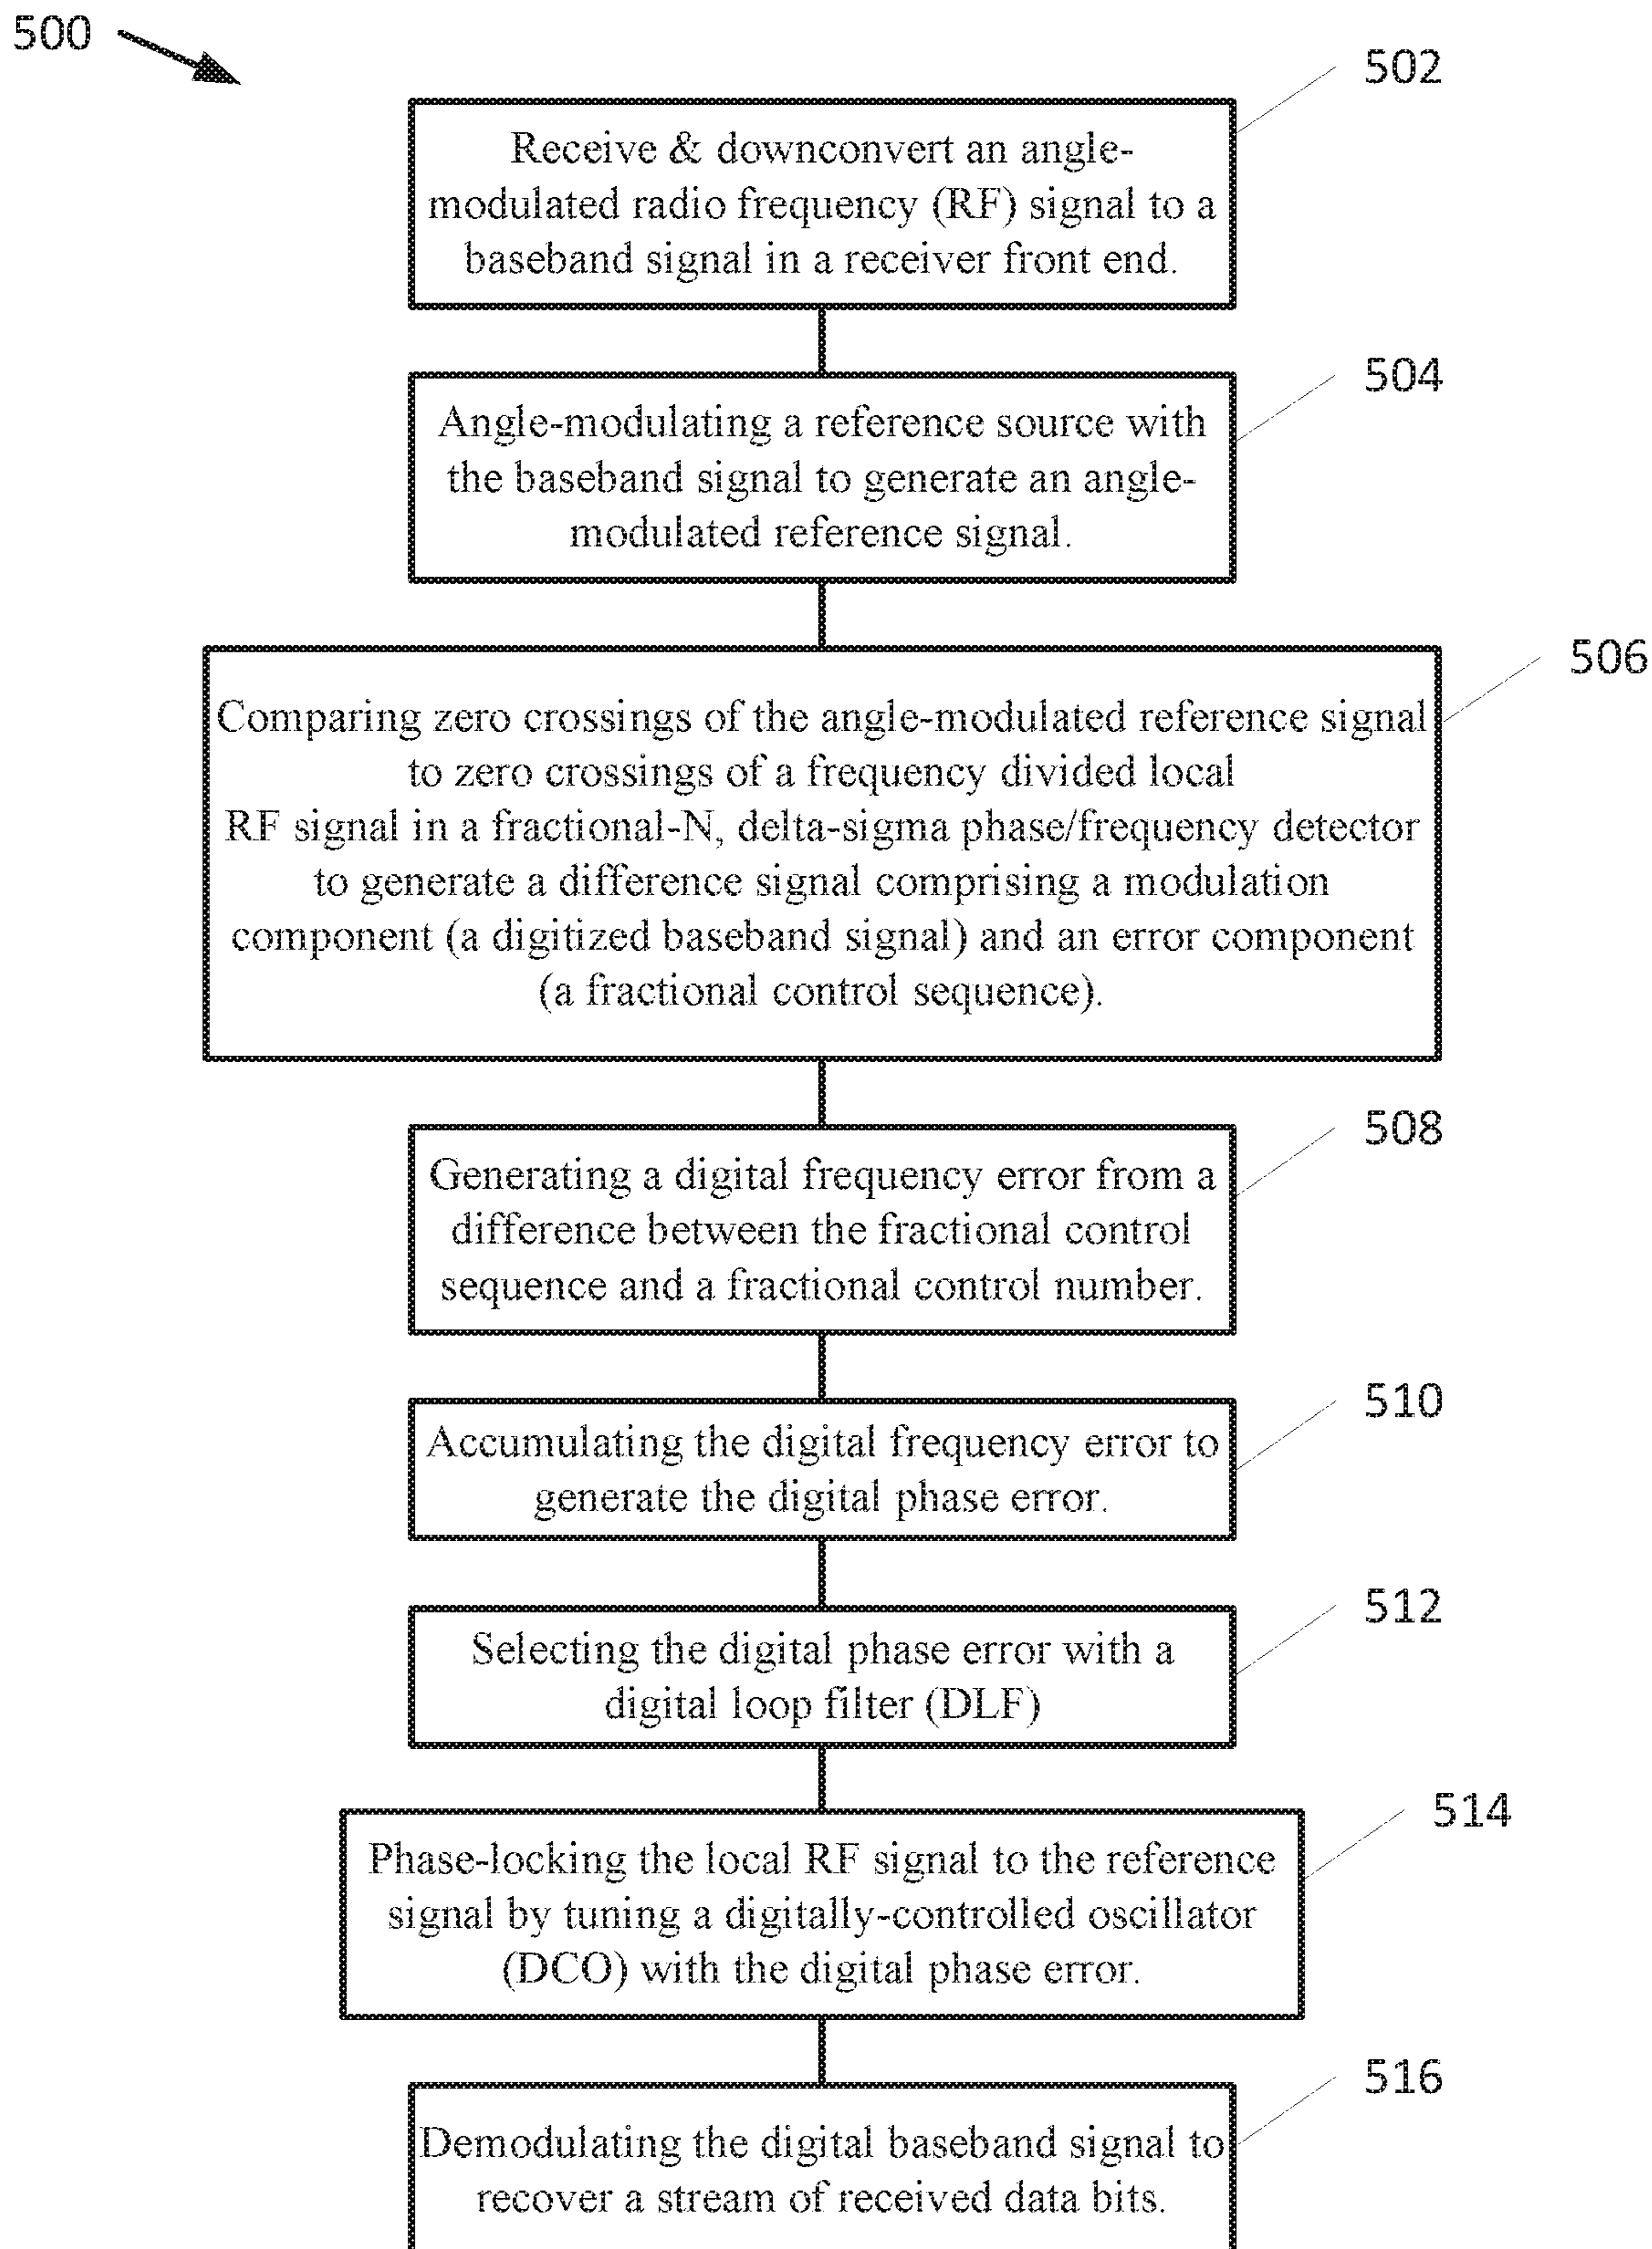 500
502
Receive & downconvert an angle-
modulated radio frequency (RF) signal to a
baseband signal in a receiver front end.
504
Angle-modulating a reference source with
the baseband signal to generate an angle-
modulated reference signal.
506
Comparing zero crossings of the angle-modulated reference signal
to zero crossings of a frequency divided local
RF signal in a fractional-N, delta-sigma phase/frequency detector
to generate a difference signal comprising a modulation
component (a digitized baseband signal) and an error component
(a fractional control sequence).
508
Generating a digital frequency error from a
difference between the fractional control
sequence and a fractional control number.
510
Accumulating the digital frequency error to
generate the digital phase error.
512
Selecting the digital phase error with a
digital loop filter (DLF)
514
Phase-locking the local RF signal to the reference
signal by tuning a digitally-controlled oscillator
(DCO) with the digital phase error.
516
Demodulating the digital baseband signal to
recover a stream of received data bits.